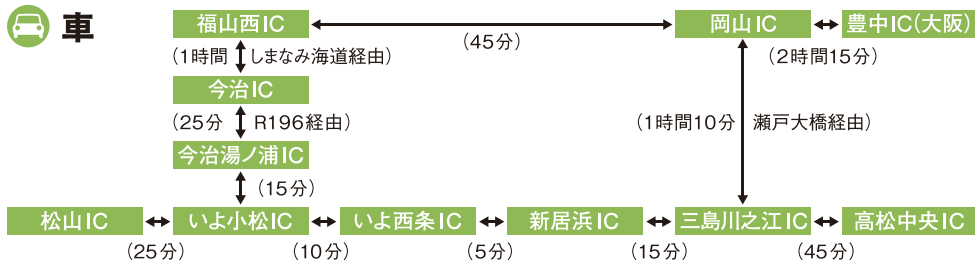 車
福山西IC
岡山IC
豊中IC(大阪)
(45分)
(2時間15分)
(1時間 しまなみ海道経由)
今治IC
(25分 R196経由)
(1時間10分 瀬戸大橋経由)
今治湯ノ浦IC
(15分)
松山IC
いよ小松IC
いよ西条IC
新居浜IC
三島川之江IC
高松中央IC
(25分)
(10分)
(5分)
(15分)
(45分)